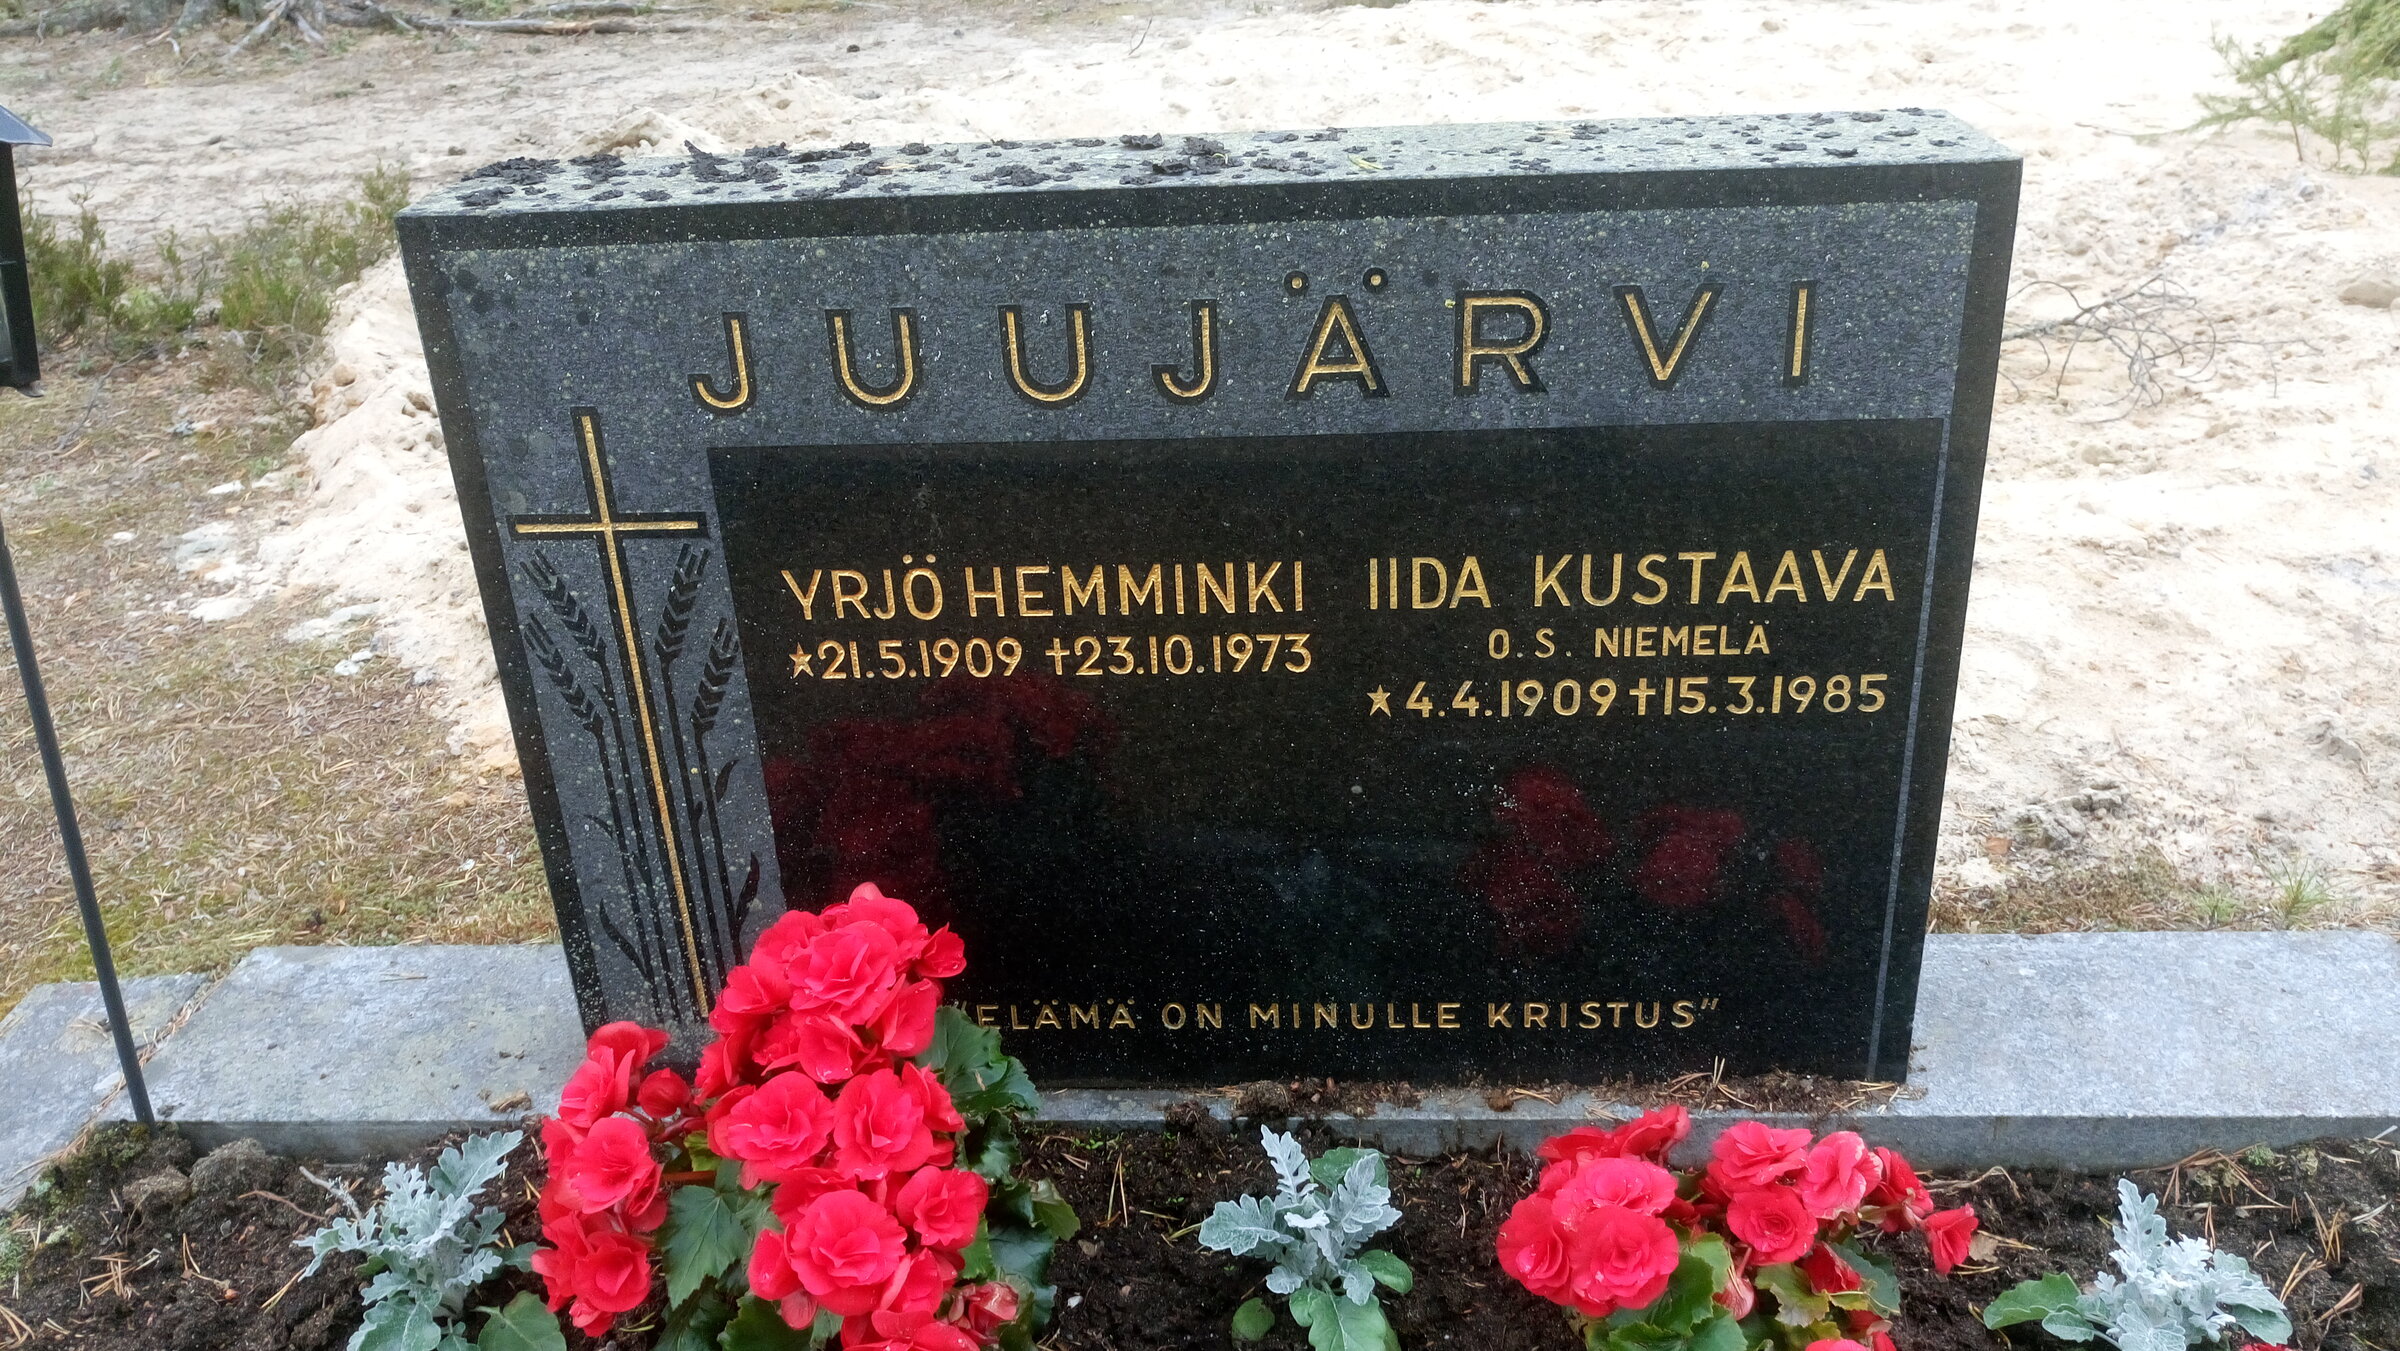 JUUJÄRVI
YRJÖ HEMMINKI
★21.5.1909 ✝23.10.1973
IIDA KUSTAAVA
O.S. NIEMELÄ
★4.4.1909 ✝15.3.1985
"ELÄMÄ ON MINULLE KRISTUS"